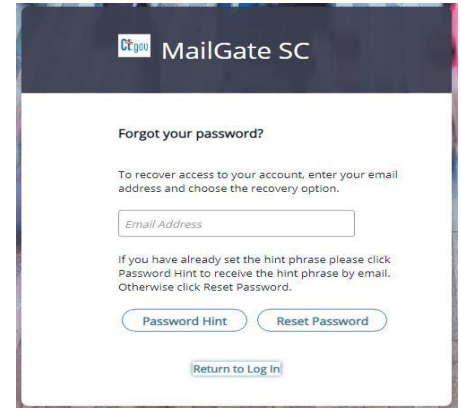 Ct.gov MailGate SC
Forgot your password?
To recover access to your account, enter your email
address and choose the recovery option.
Email Address
If you have already set the hint phrase please click
Password Hint to receive the hint phrase by email.
Otherwise click Reset Password.
Password Hint Reset Password
Return to Log In